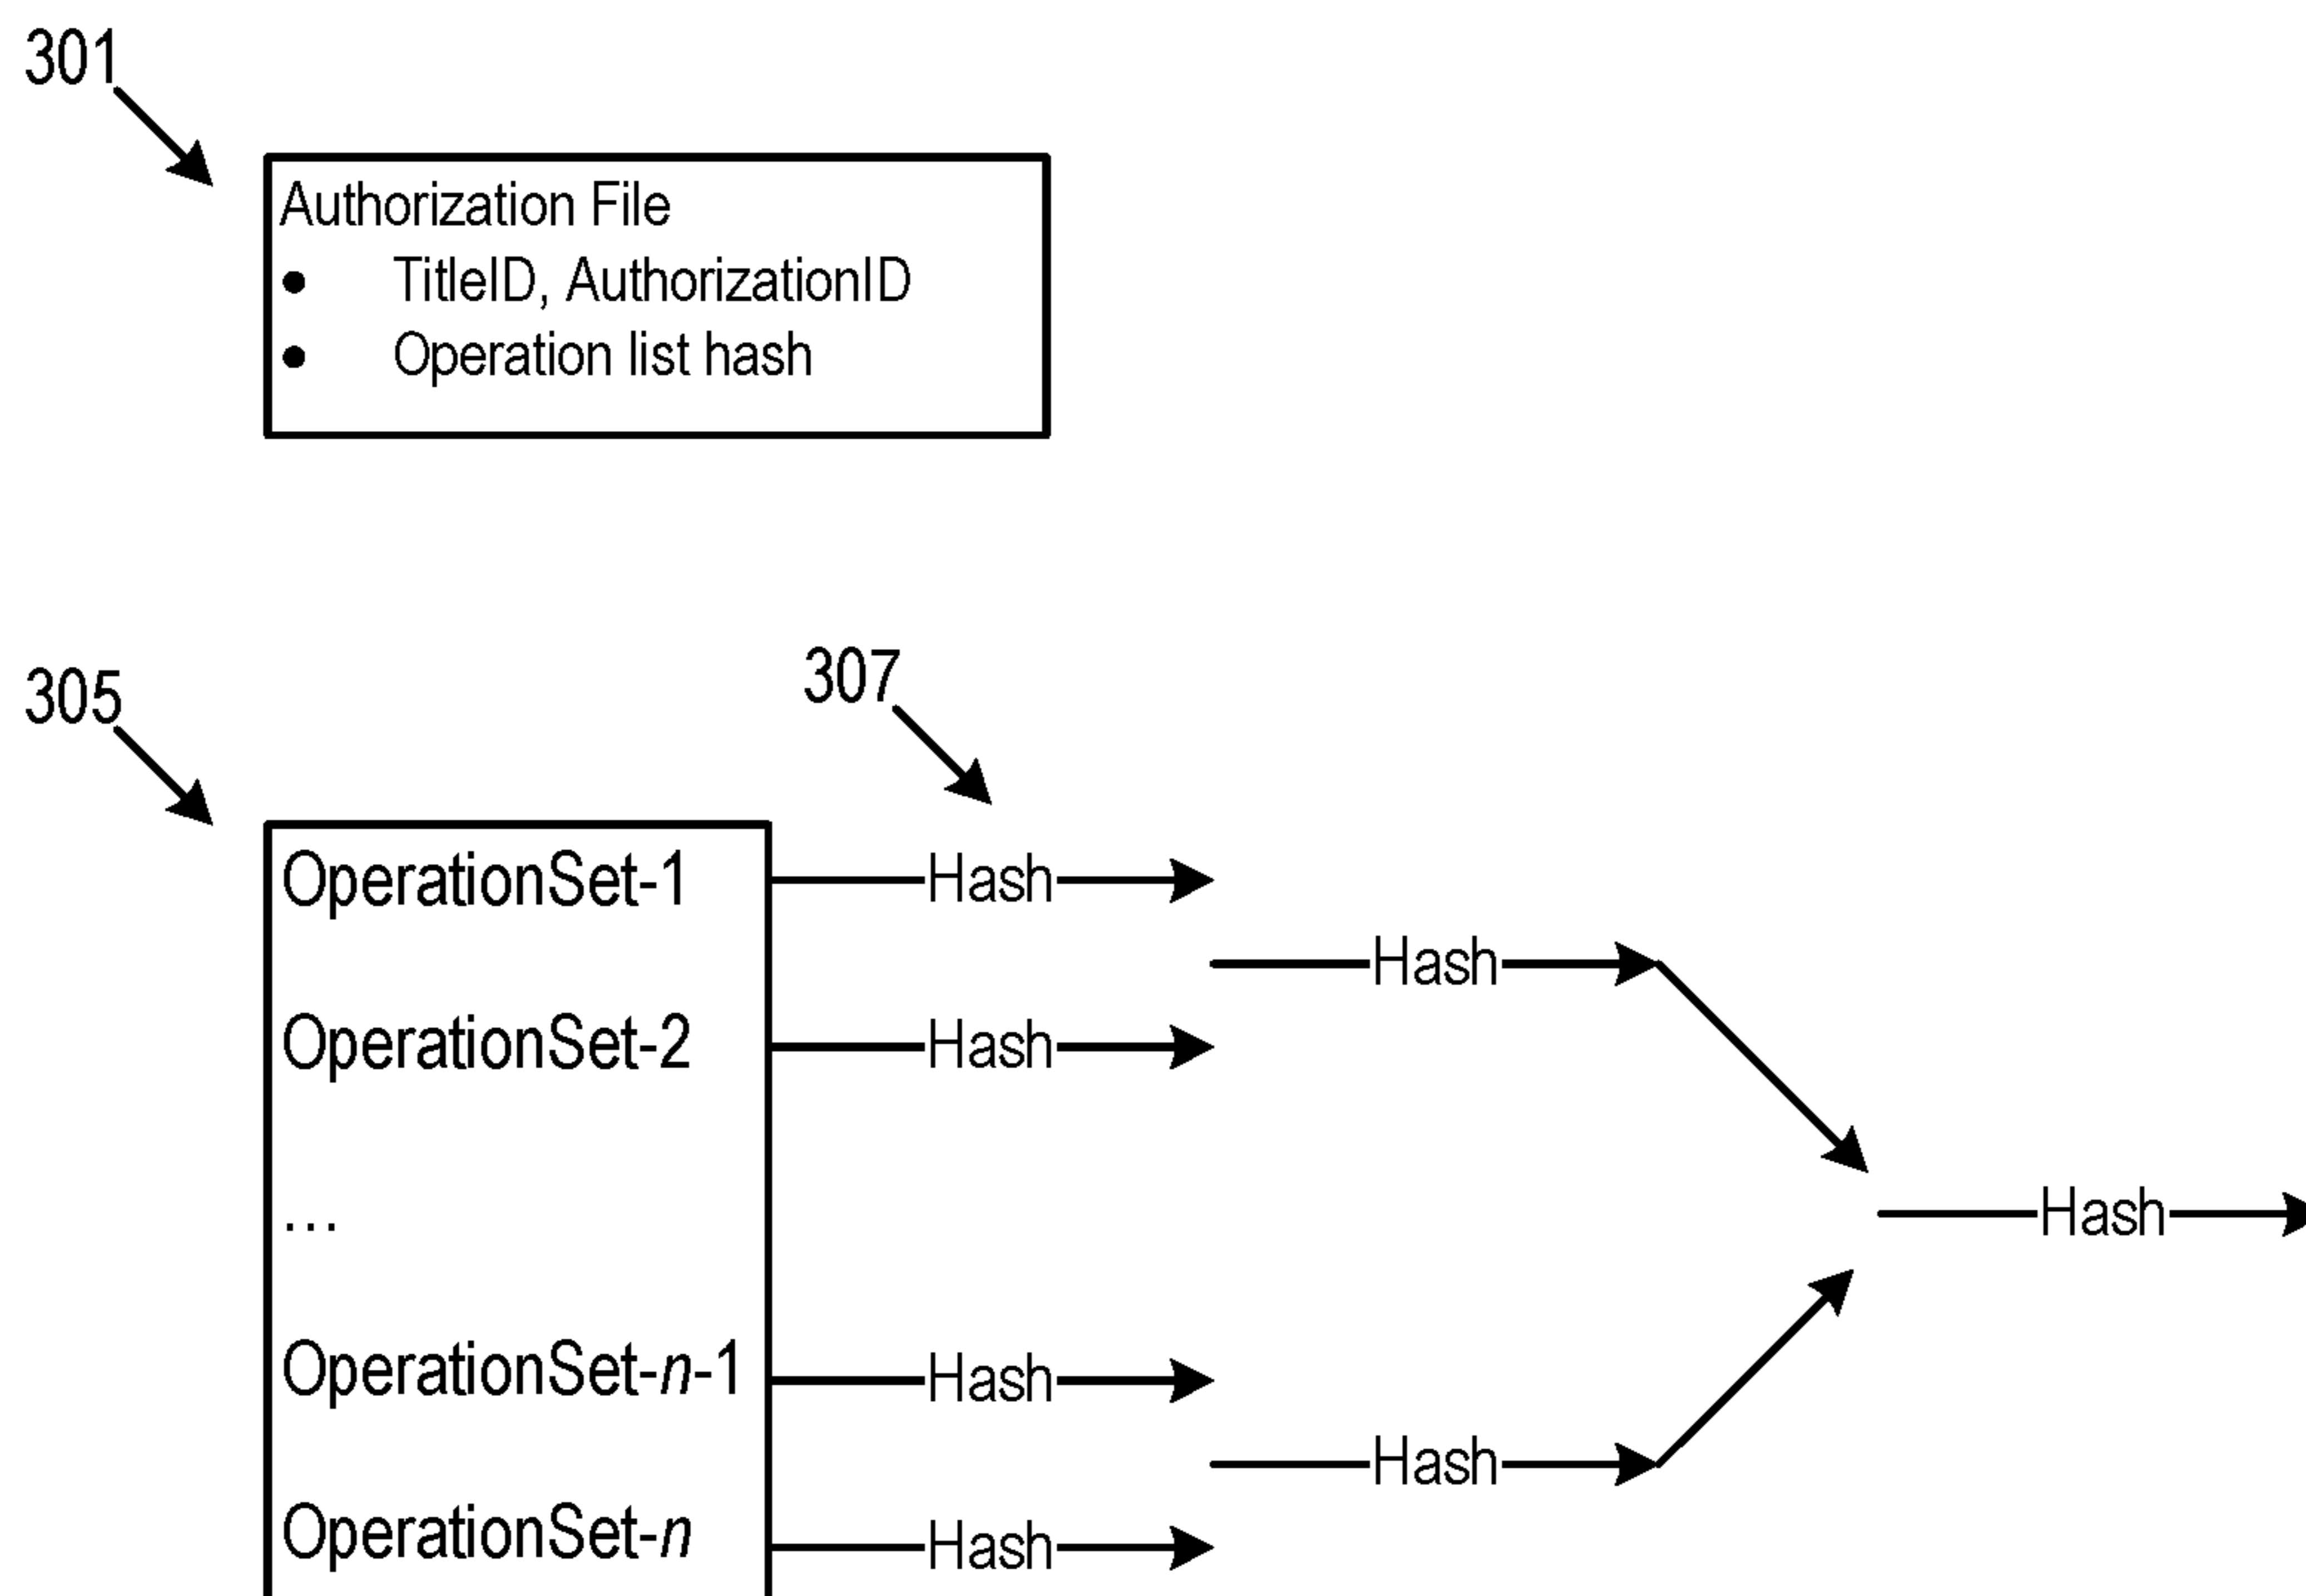 301
Authorization File
• TitleID, AuthorizationID
• Operation list hash
305
307
OperationSet-1
Hash
Hash
OperationSet-2
Hash
...
Hash
OperationSet-n-1
Hash
Hash
OperationSet-n
Hash